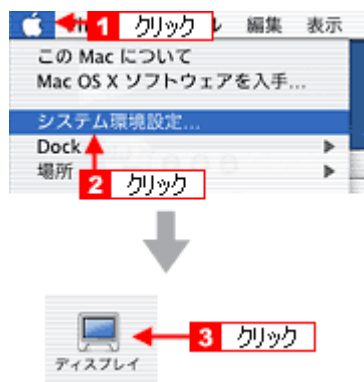 1 クリック 編集 表示
この Mac について
Mac OS X ソフトウェアを入手...
システム環境設定...
Dock
場所
2 クリック
3 クリック
ディスプレイ